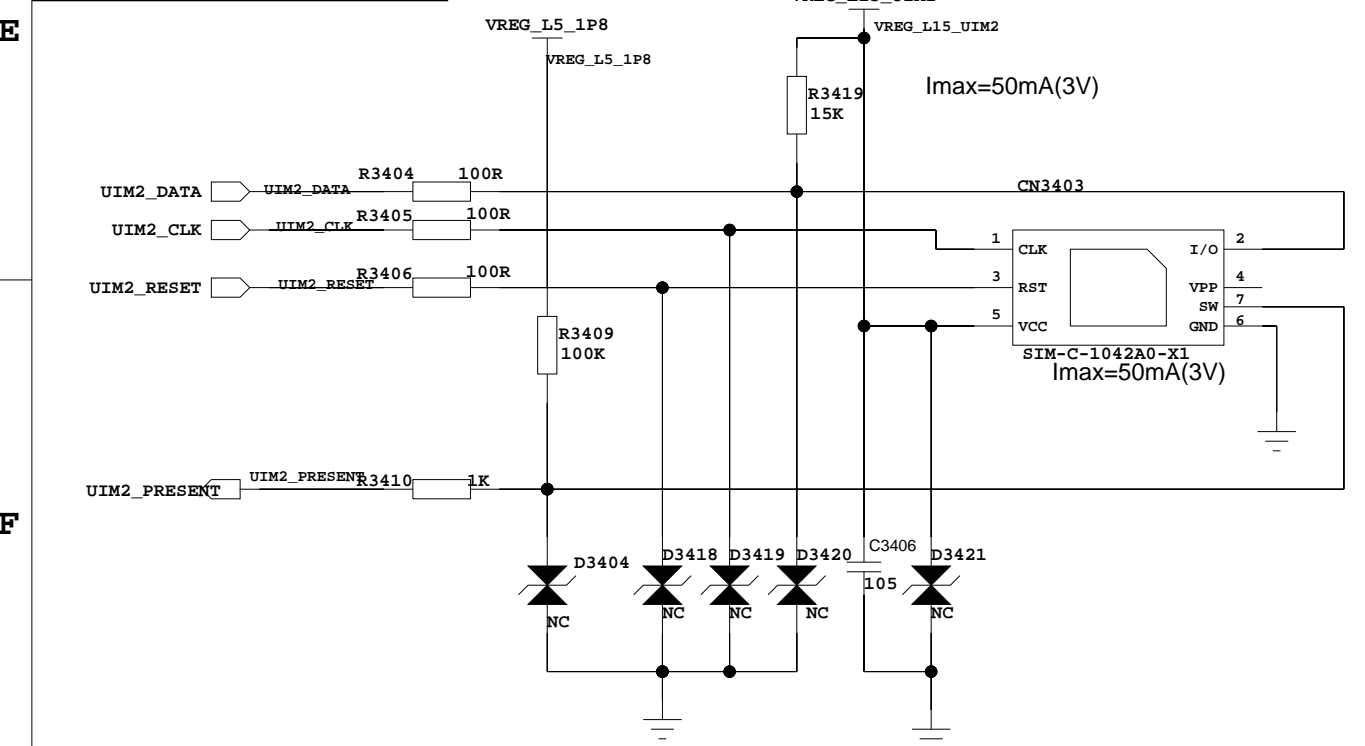 E
VREG_L5_1P8
VREG_L15_UIM2
VREG_L5_1P8
Imax=50mA(3V)
R3419
15K
R3404 100R
UIM2_DATA UIM2_DATA
CN3403
R3405 100R
UIM2_CLK UIM2_CLK
1 CLK I/O 2
R3406 100R
UIM2_RESET UIM2_RESET
3 RST VPP 4
SW 7
5 VCC GND 6
R3409
100K
SIM-C-1042A0-X1
Imax=50mA(3V)
UIM2_PRESENT UIM2_PRESENT R3410 1K
F
D3404 D3418 D3419 D3420 C3406 D3421
105
NC NC NC NC NC